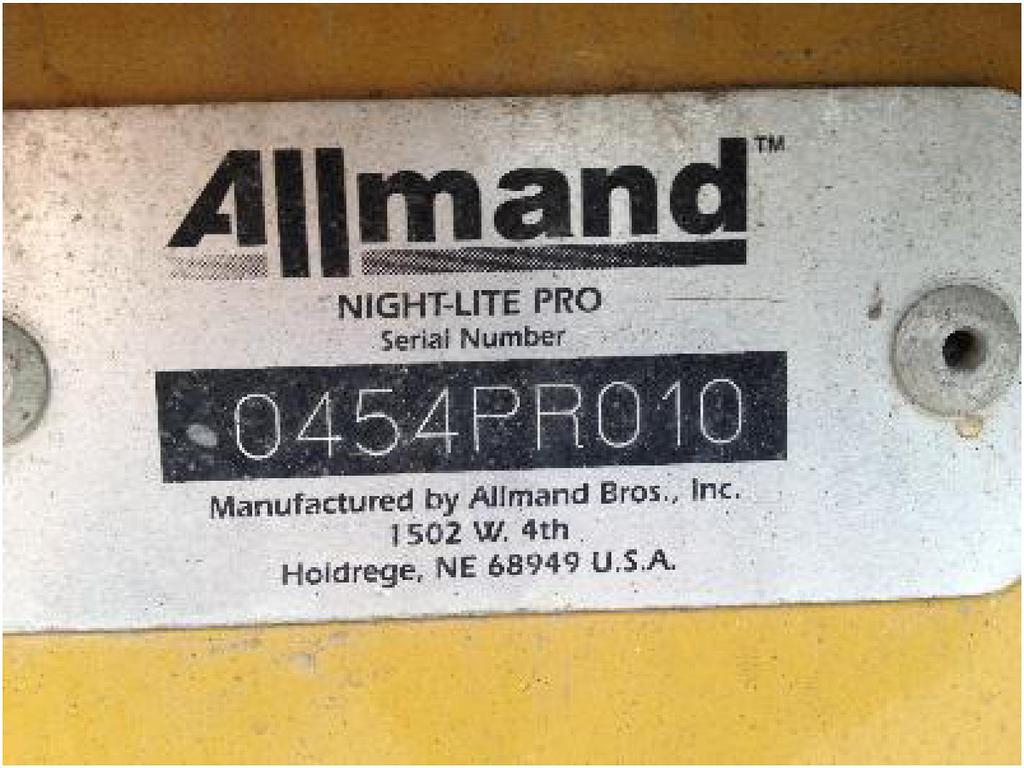 Allmand™
NIGHT-LITE PRO
Serial Number
0454PR010
Manufactured by Allmand Bros., Inc.
1502 W. 4th
Holdrege, NE 68949 U.S.A.